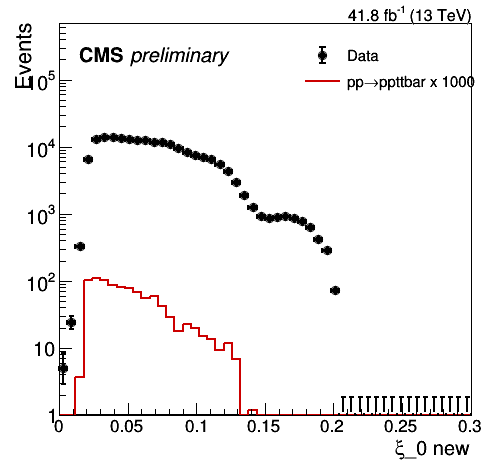 41.8 fb⁻¹ (13 TeV)
Events
CMS preliminary
Data
pp→ppttbar x 1000
10⁵
10⁴
10³
10²
10
1
0 0.05 0.1 0.15 0.2 0.25 0.3
ξ_0 new